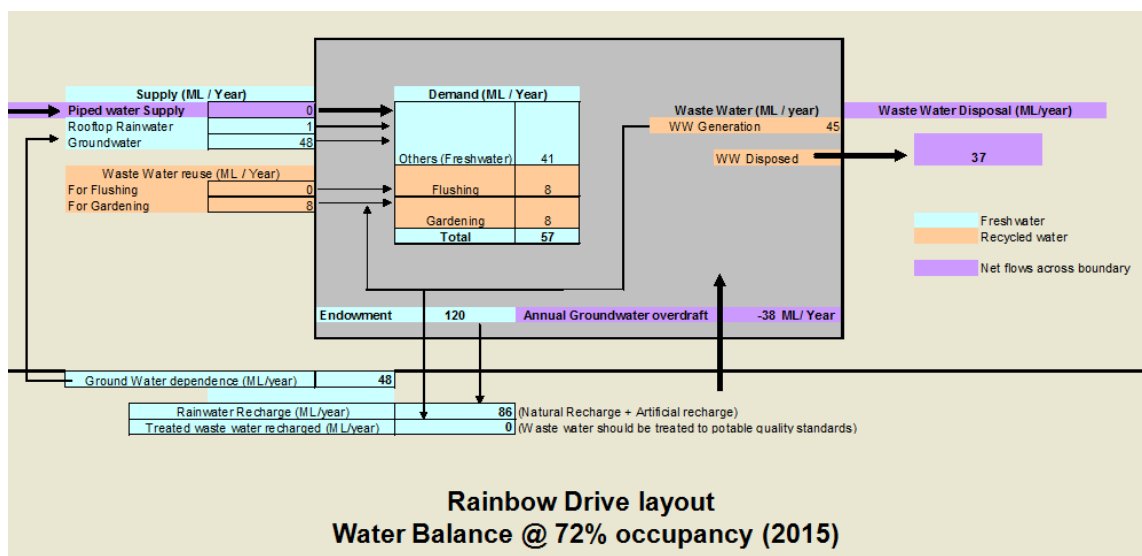 Supply (ML / Year)
Piped water Supply 0
Rooftop Rainwater 1
Groundwater 48
Waste Water reuse (ML / Year)
For Flushing 0
For Gardening 8
Demand (ML / Year)
Others (Freshwater) 41
Flushing 8
Gardening 8
Total 57
Waste Water (ML / year)
WW Generation 45
WW Disposed
Waste Water Disposal (ML/year)
37
Freshwater
Recycled water
Net flows across boundary
Endowment 120 Annual Groundwater overdraft -38 ML/ Year
Ground Water dependence (ML/year) 48
Rainwater Recharge (ML/year) 86 (Natural Recharge + Artificial recharge)
Treated waste water recharged (ML/year) 0 (Waste water should be treated to potable quality standards)
Rainbow Drive layout
Water Balance @ 72% occupancy (2015)